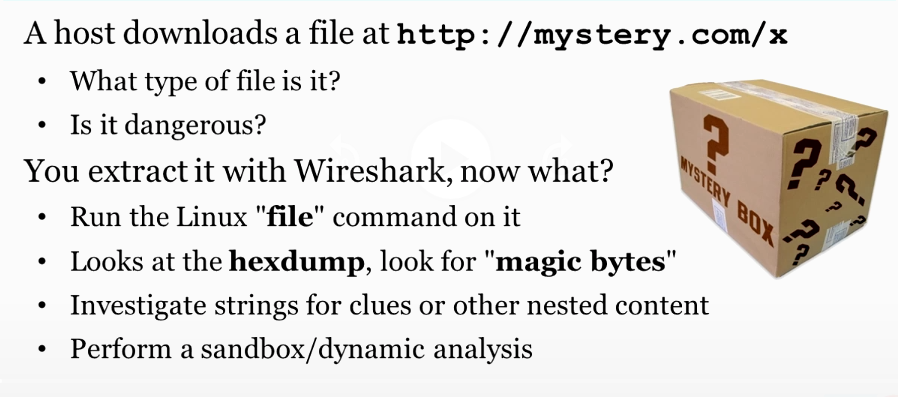 A host downloads a file at http://mystery.com/x
• What type of file is it?
• Is it dangerous?
You extract it with Wireshark, now what?
• Run the Linux "file" command on it
• Looks at the hexdump, look for "magic bytes"
• Investigate strings for clues or other nested content
• Perform a sandbox/dynamic analysis
?
MYSTERY BOX
? ? ? ? ? ?